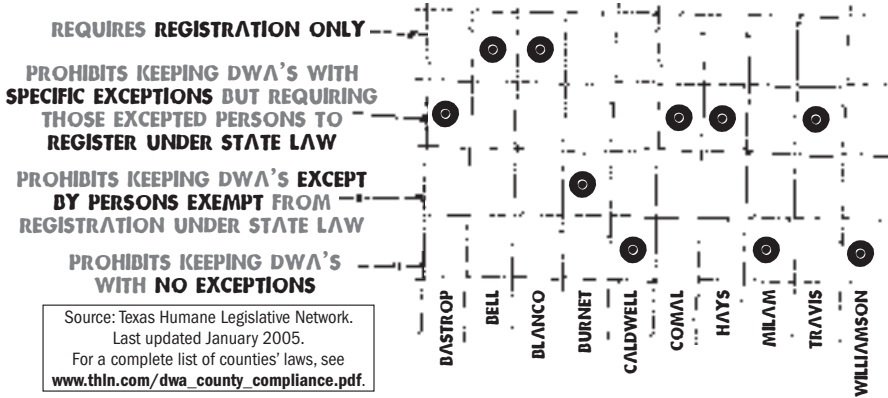 REQUIRES REGISTRATION ONLY
PROHIBITS KEEPING DWA'S WITH
SPECIFIC EXCEPTIONS BUT REQUIRING
THOSE EXCEPTED PERSONS TO
REGISTER UNDER STATE LAW
PROHIBITS KEEPING DWA'S EXCEPT
BY PERSONS EXEMPT FROM
REGISTRATION UNDER STATE LAW
PROHIBITS KEEPING DWA'S
WITH NO EXCEPTIONS
BASTROP
BELL
BLANCO
BURNET
CALDWELL
COMAL
HAYS
MILAM
TRAVIS
WILLIAMSON
Source: Texas Humane Legislative Network.
Last updated January 2005.
For a complete list of counties' laws, see
www.thln.com/dwa_county_compliance.pdf.